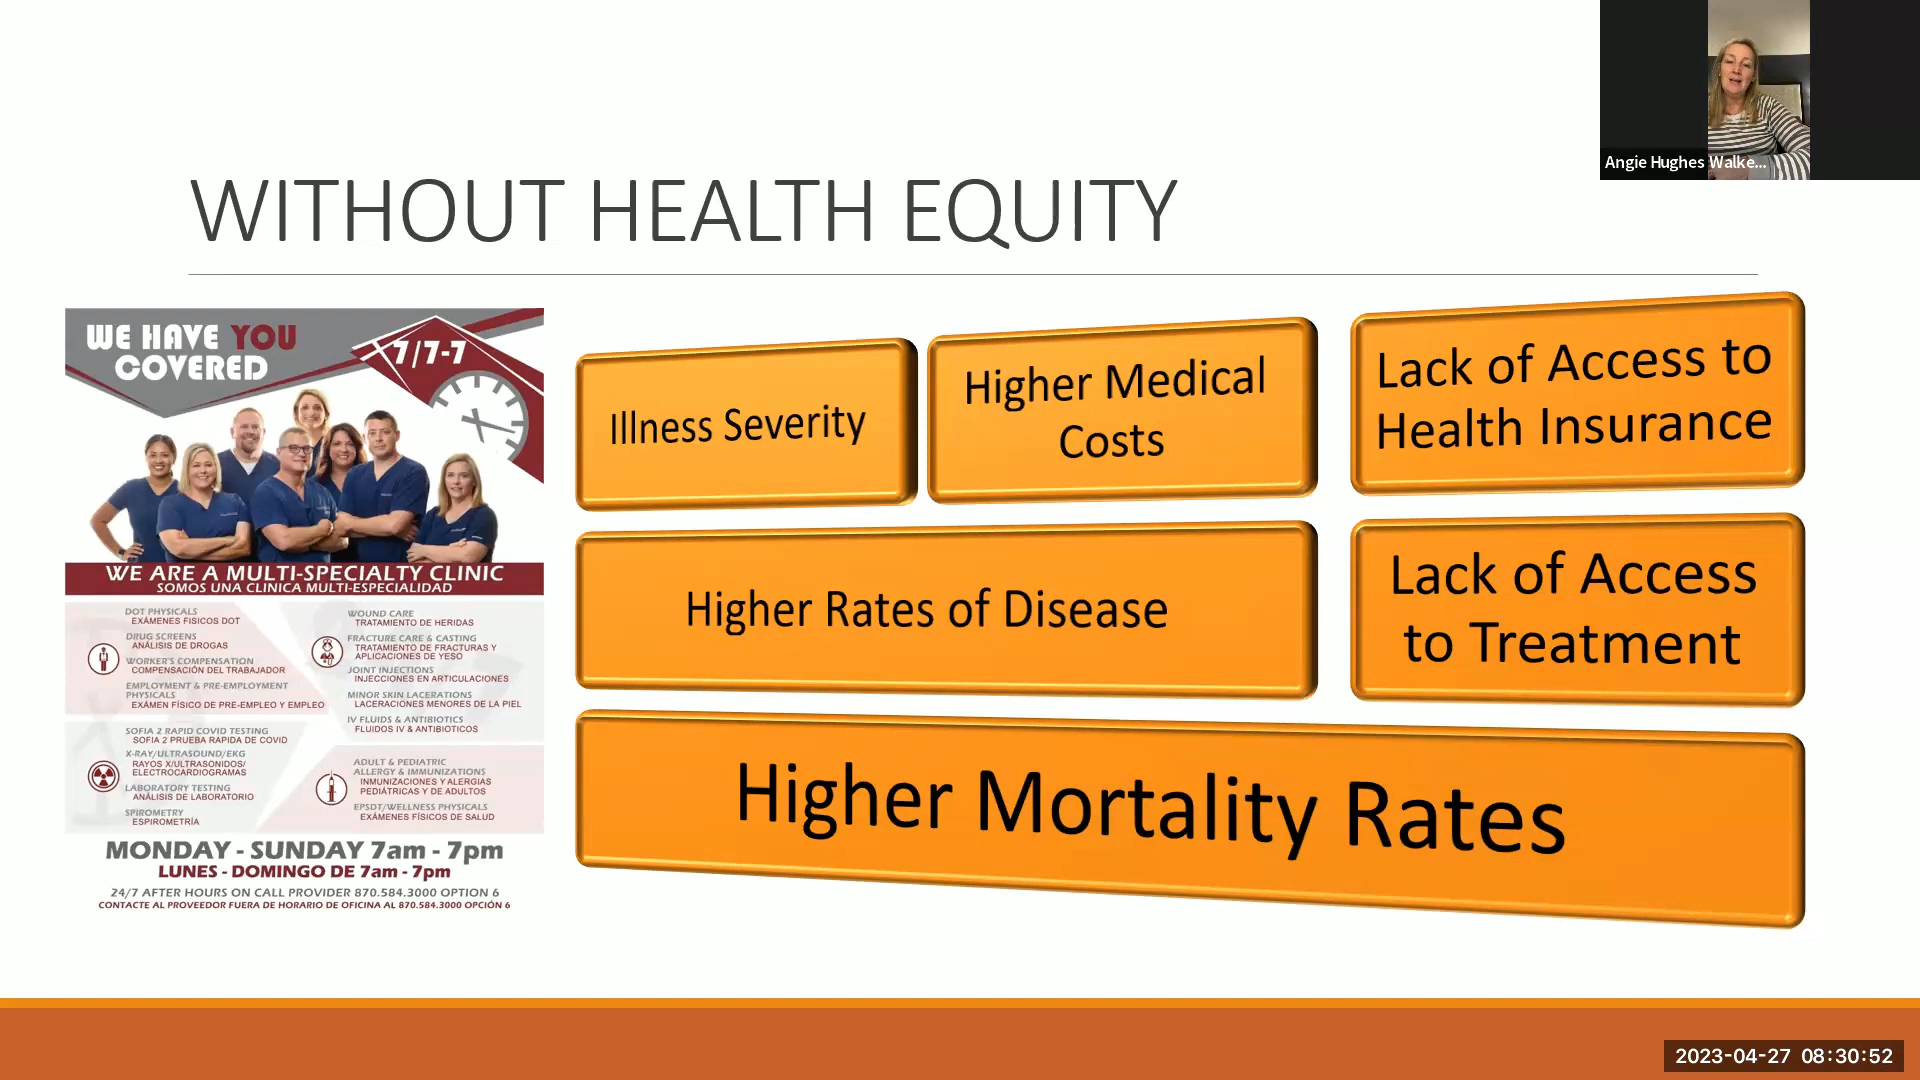 Angie Hughes Walke...
WITHOUT HEALTH EQUITY
WE HAVE YOU
COVERED
7/7-7
WE ARE A MULTI-SPECIALTY CLINIC
SOMOS UNA CLINICA MULTI-ESPECIALIDAD
DOT PHYSICALS
EXÁMENES FISICOS DOT
DRUG SCREENS
ANÁLISIS DE DROGAS
WORKER'S COMPENSATION
COMPENSACIÓN DEL TRABAJADOR
EMPLOYMENT & PRE-EMPLOYMENT
PHYSICALS
EXÁMEN FÍSICO DE PRE-EMPLEO Y EMPLEO
WOUND CARE
TRATAMIENTO DE HERIDAS
FRACTURE CARE & CASTING
TRATAMIENTO DE FRACTURAS Y
APLICACIONES DE YESO
JOINT INJECTIONS
INJECCIONES EN ARTICULACIONES
MINOR SKIN LACERATIONS
LACERACIONES MENORES DE LA PIEL
IV FLUIDS & ANTIBIOTICS
FLUIDOS IV & ANTIBIOTICOS
SOFIA 2 RAPID COVID TESTING
SOFIA 2 PRUEBA RAPIDA DE COVID
X-RAY/ULTRASOUND/EKG
RAYOS X/ULTRASONIDOS/
ELECTROCARDIOGRAMAS
LABORATORY TESTING
ANÁLISIS DE LABORATORIO
SPIROMETRY
ESPIROMETRÍA
ADULT & PEDIATRIC
ALLERGY & IMMUNIZATIONS
INMUNIZACIONES Y ALERGIAS
PEDIÁTRICAS Y DE ADULTOS
EPSDT/WELLNESS PHYSICALS
EXÁMENES FÍSICOS DE SALUD
MONDAY - SUNDAY 7am - 7pm
LUNES - DOMINGO DE 7am - 7pm
24/7 AFTER HOURS ON CALL PROVIDER 870.584.3000 OPTION 6
CONTACTE AL PROVEEDOR FUERA DE HORARIO DE OFICINA AL 870.584.3000 OPCIÓN 6
Illness Severity
Higher Medical
Costs
Lack of Access to
Health Insurance
Higher Rates of Disease
Lack of Access
to Treatment
Higher Mortality Rates
2023-04-27 08:30:52